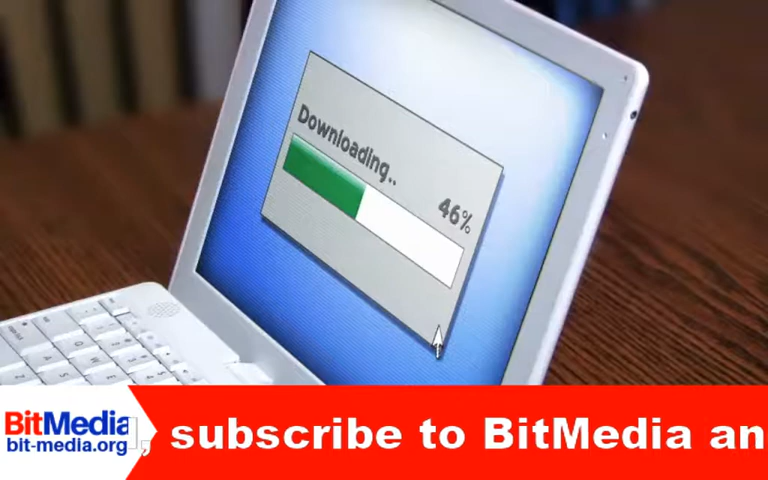 Downloading..
46%
BitMedia
bit-media.org
, subscribe to BitMedia an